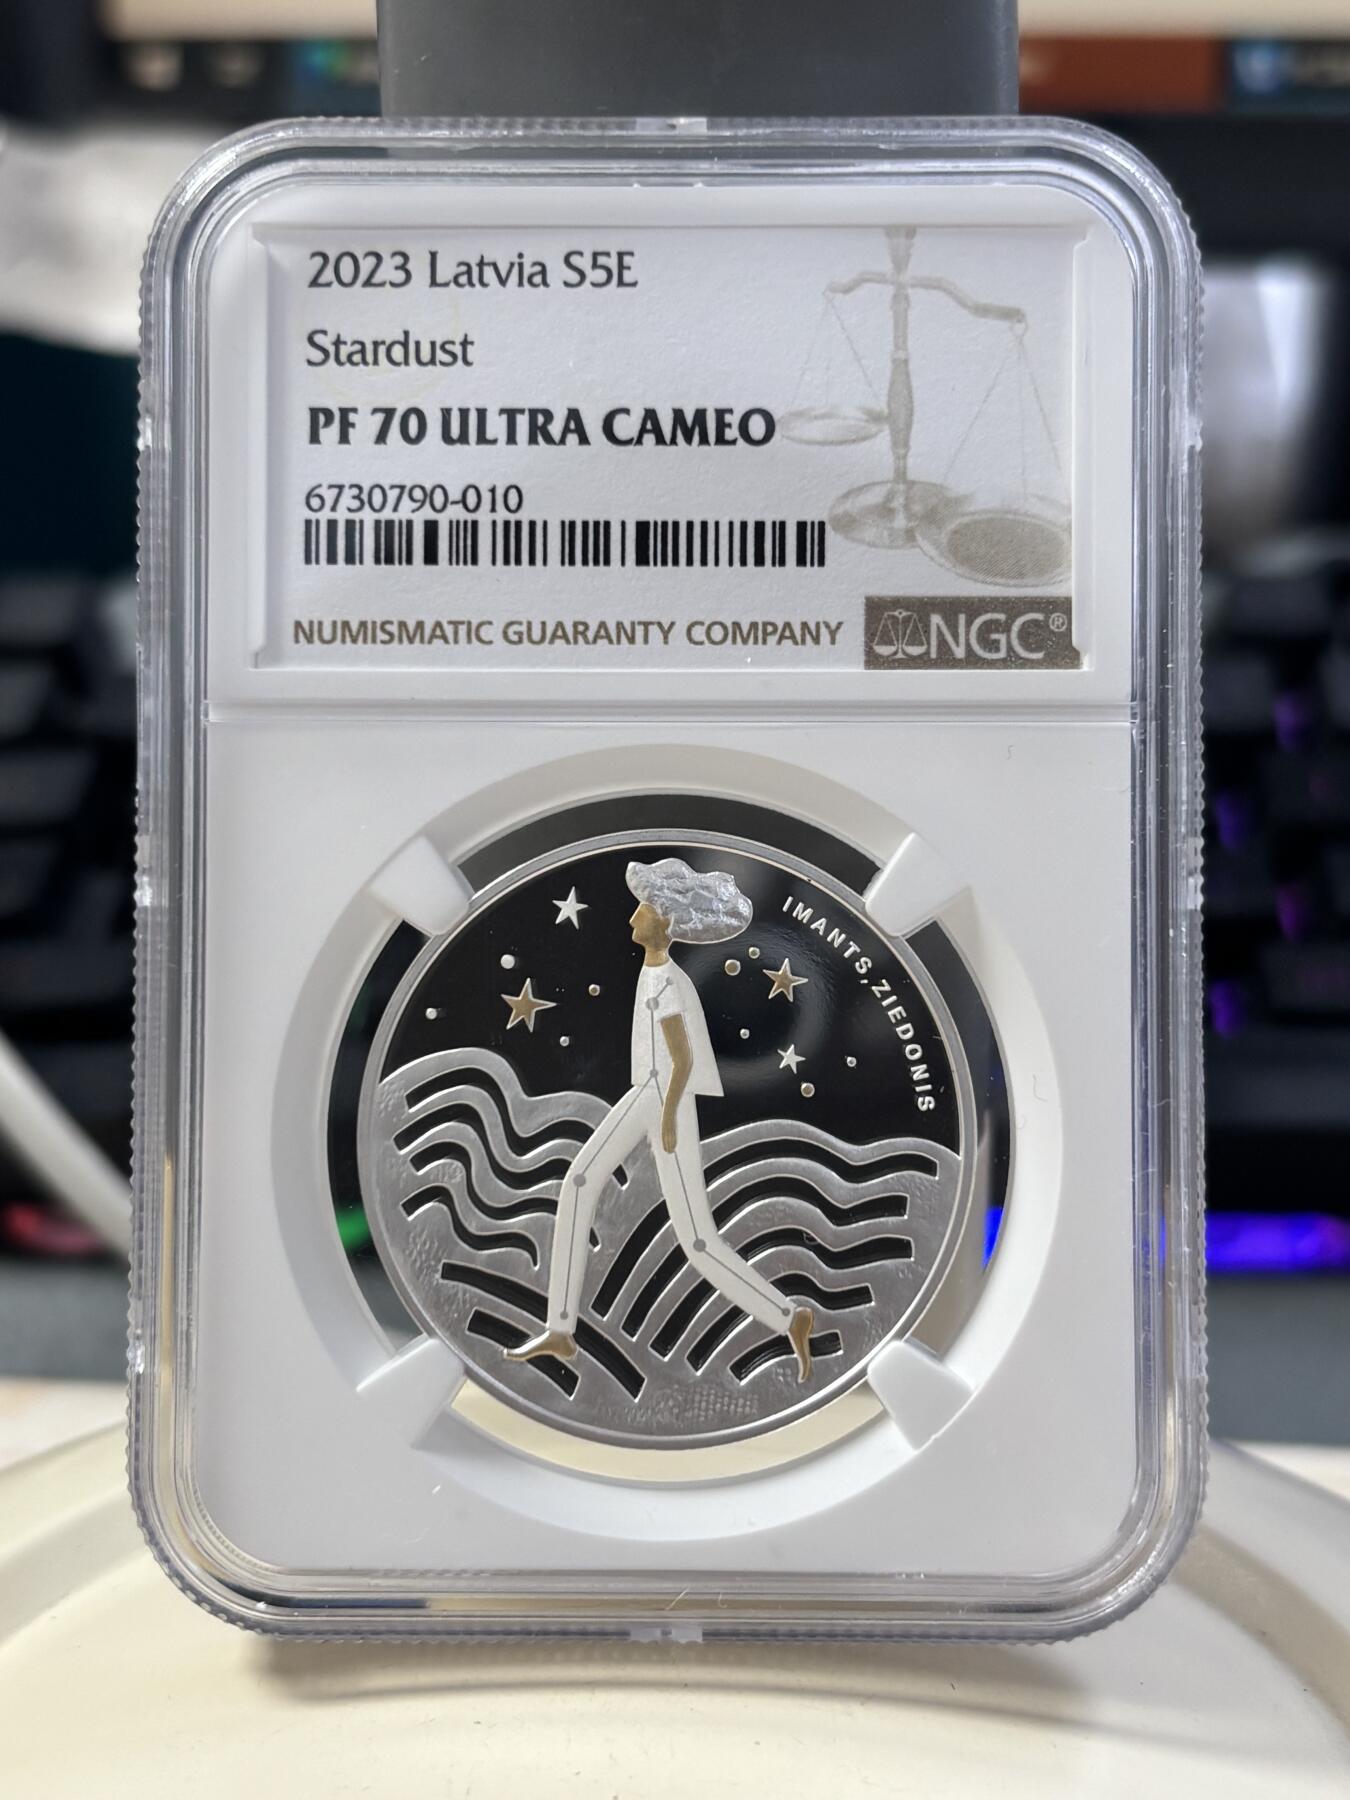 2023 Latvia S5E
Stardust
PF 70 ULTRA CAMEO
6730790-010
NUMISMATIC GUARANTY COMPANY
NGC®
IMANTS, ZIEDONIS